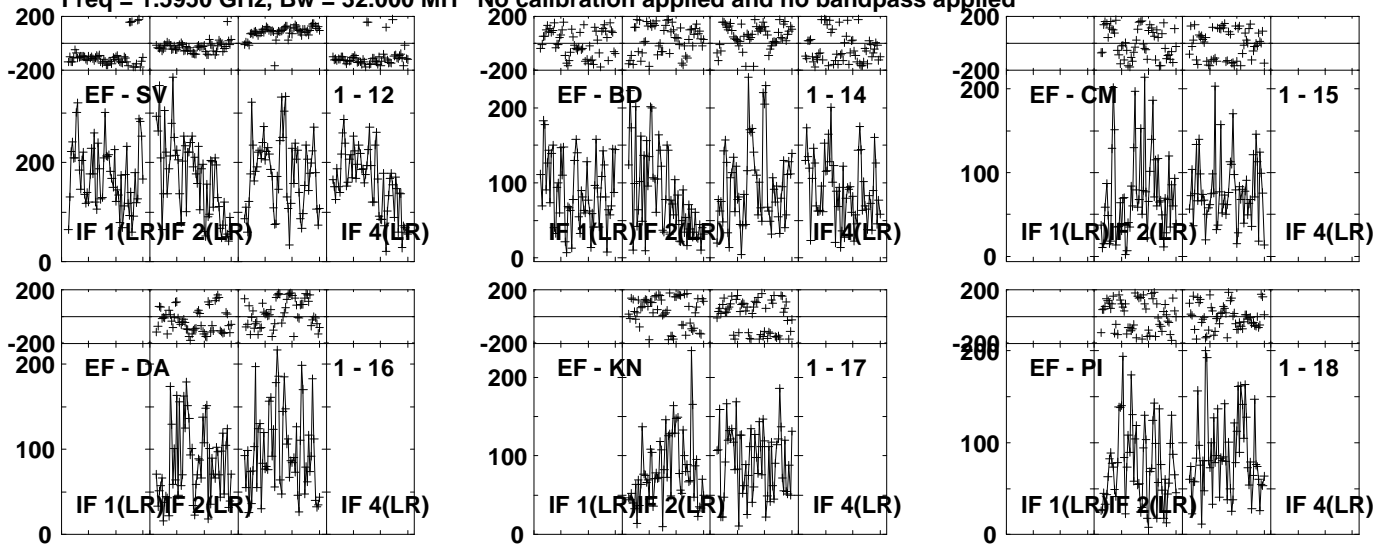 Freq = 1.5950 GHz, Bw = 32.000 MH No calibration applied and no bandpass applied
200
-200
EF - SV 1 - 12
200
IF 1(LR) IF 2(LR) IF 4(LR)
0
200
-200
EF - BD 1 - 14
200
100
IF 1(LR) IF 2(LR) IF 4(LR)
0
200
-200
EF - CM 1 - 15
200
100
IF 1(LR) IF 2(LR) IF 4(LR)
0
200
-200
EF - DA 1 - 16
200
100
IF 1(LR) IF 2(LR) IF 4(LR)
0
200
-200
EF - KN 1 - 17
200
100
IF 1(LR) IF 2(LR) IF 4(LR)
0
200
-200
200
EF - PI 1 - 18
100
IF 1(LR) IF 2(LR) IF 4(LR)
0